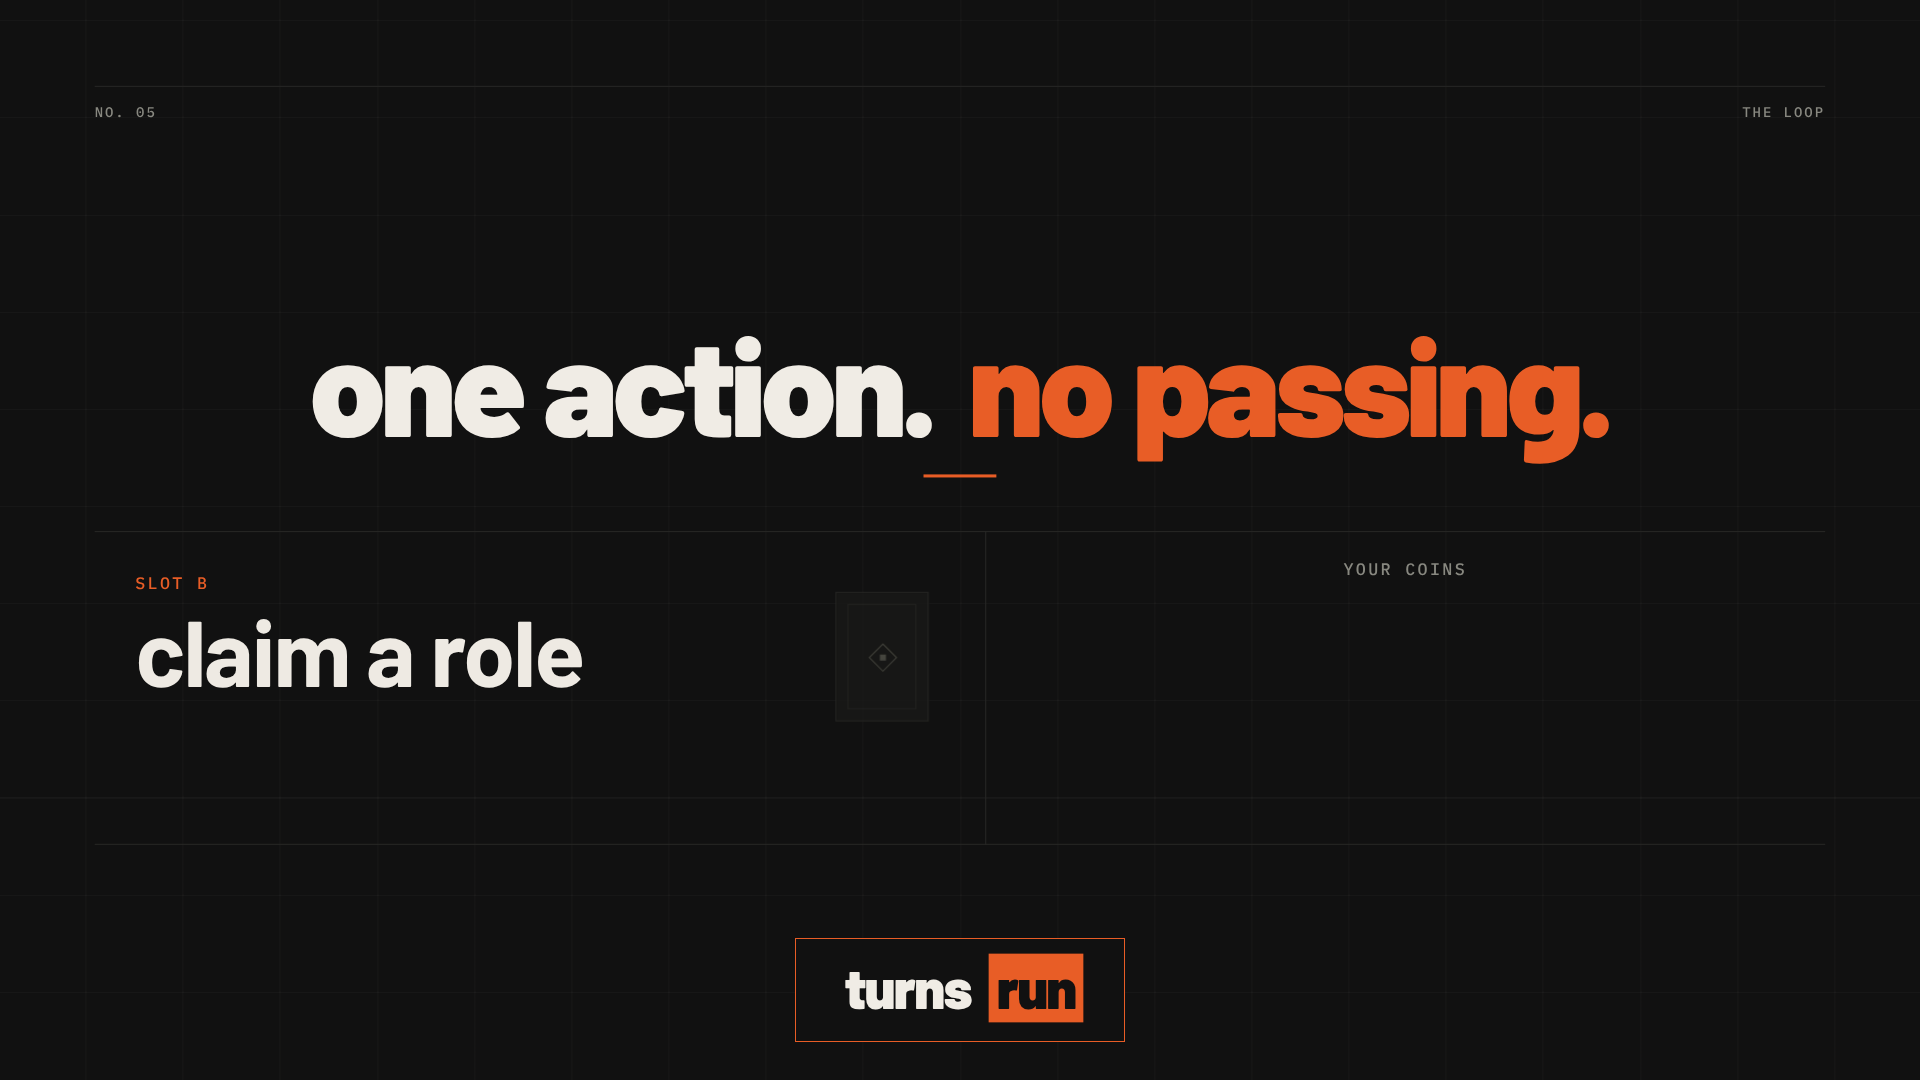 NO. 05
THE LOOP
one action. no passing.
SLOT B
claim a role
YOUR COINS
turns run